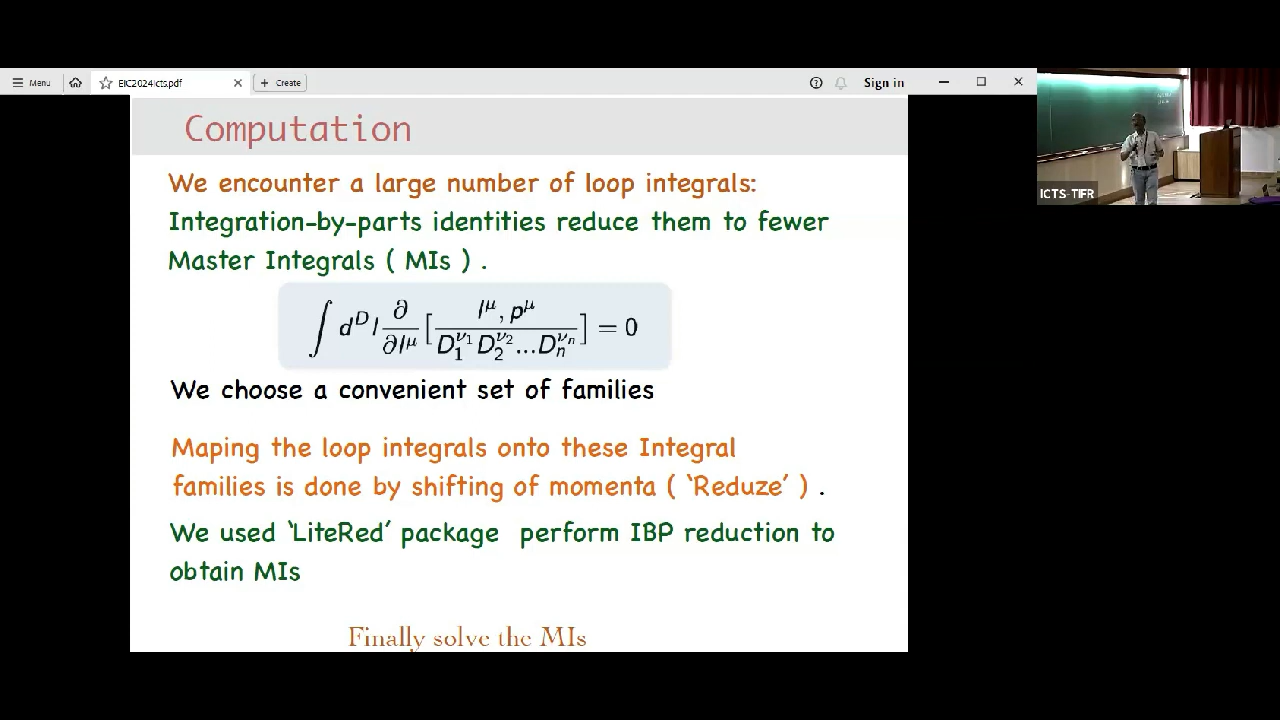 Menu
EIC2024Icts.pdf
Create
Sign in
Computation
We encounter a large number of loop integrals:
Integration-by-parts identities reduce them to fewer
Master Integrals ( MIs ) .
∫ d^D l ∂/∂l^μ [ l^μ, p^μ / D_1^{ν_1} D_2^{ν_2} ... D_n^{ν_n} ] = 0
We choose a convenient set of families
Maping the loop integrals onto these Integral
families is done by shifting of momenta ( ‘Reduze’ ) .
We used ‘LiteRed’ package perform IBP reduction to
obtain MIs
Finally solve the MIs
ICTS-TIFR